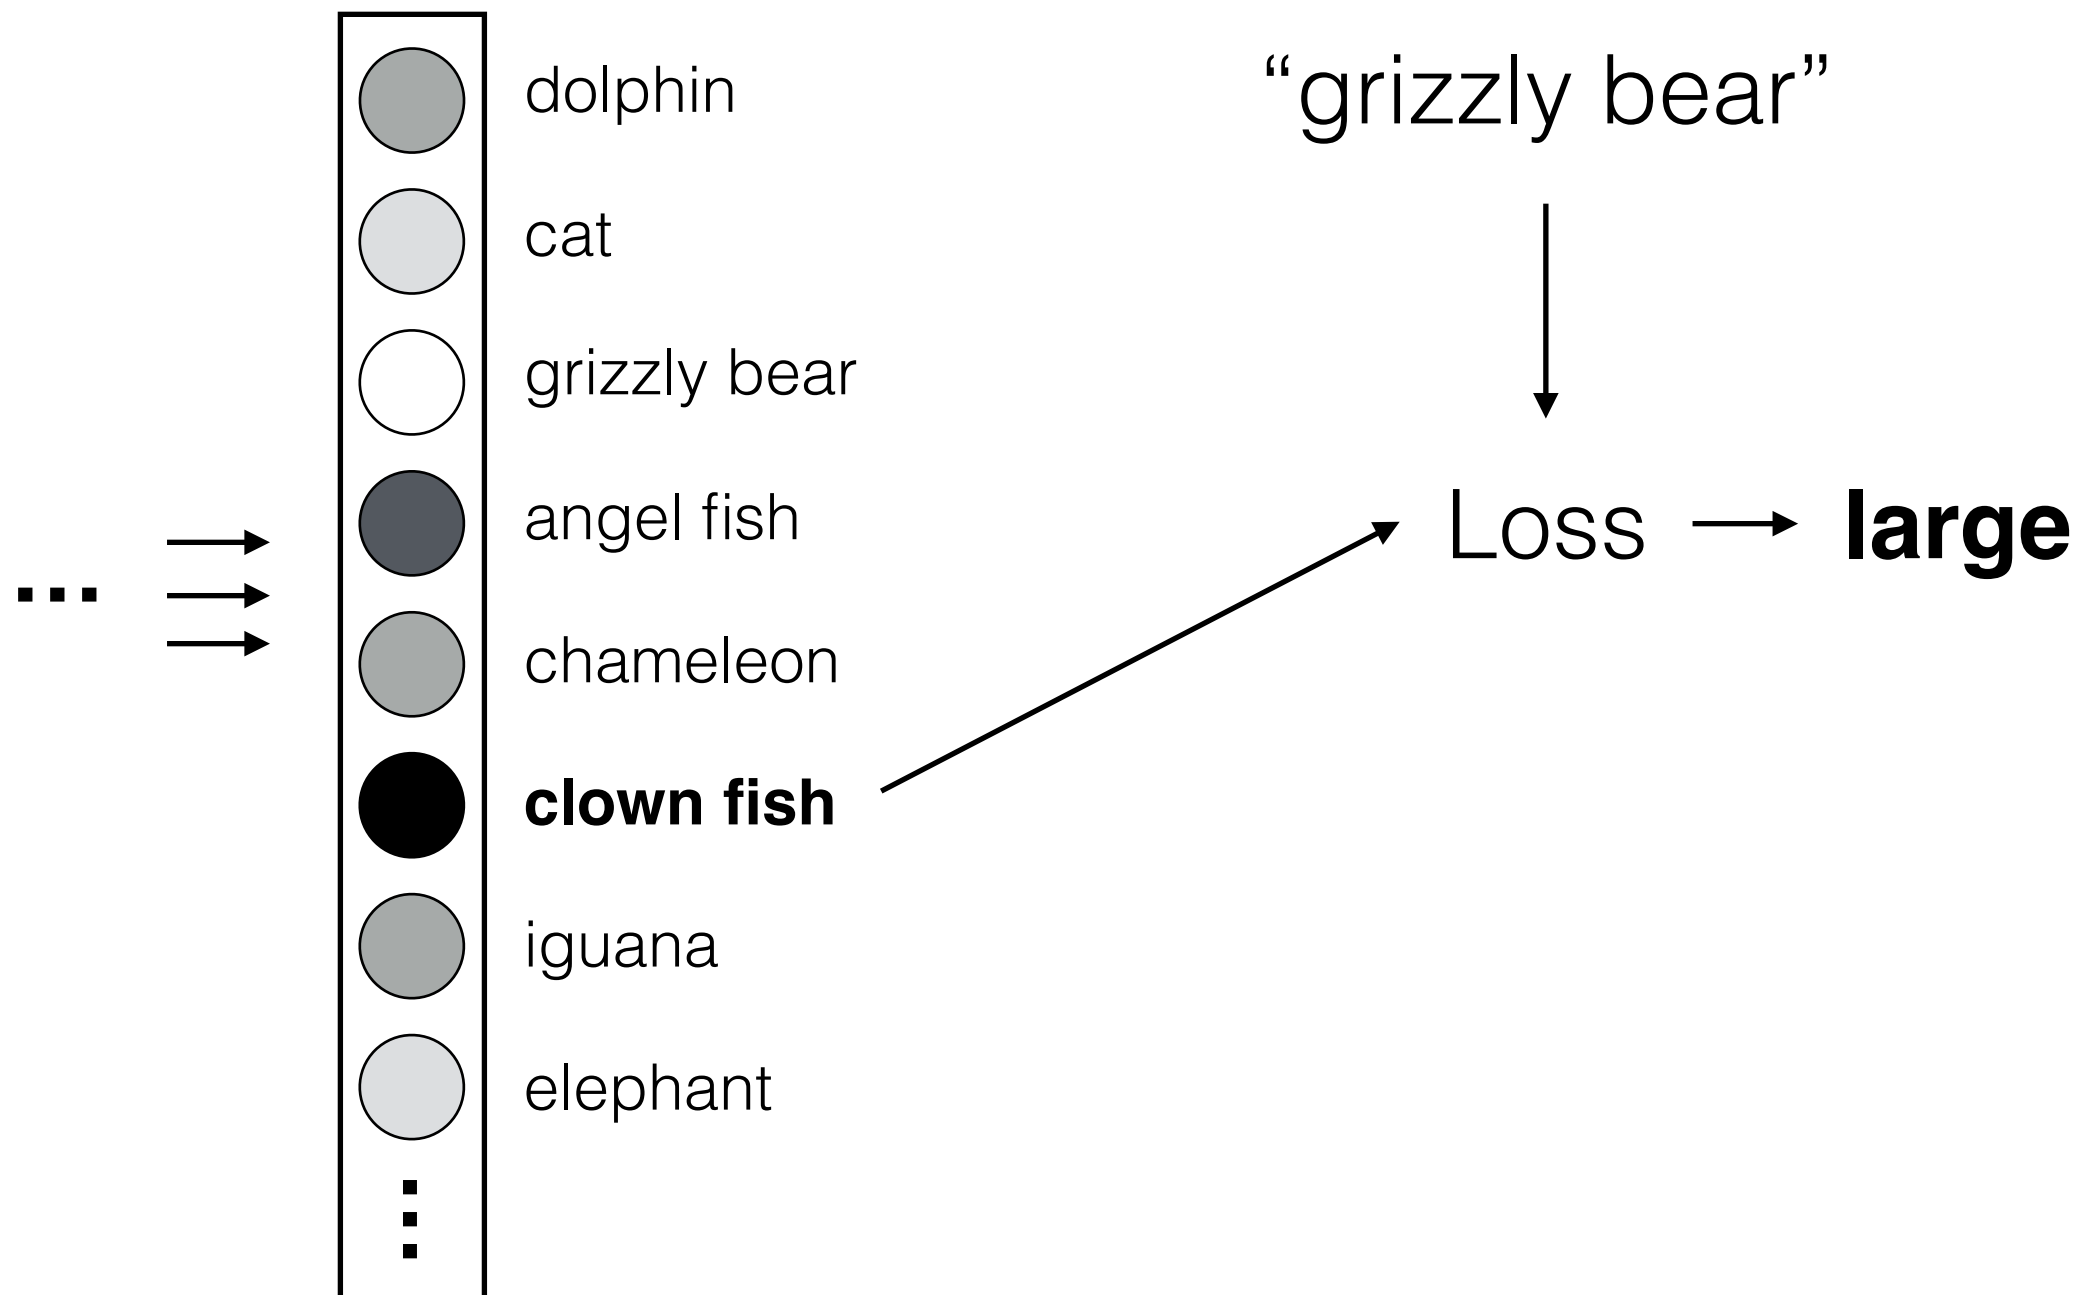 dolphin
cat
grizzly bear
angel fish
chameleon
clown fish
iguana
elephant
“grizzly bear”
Loss
large